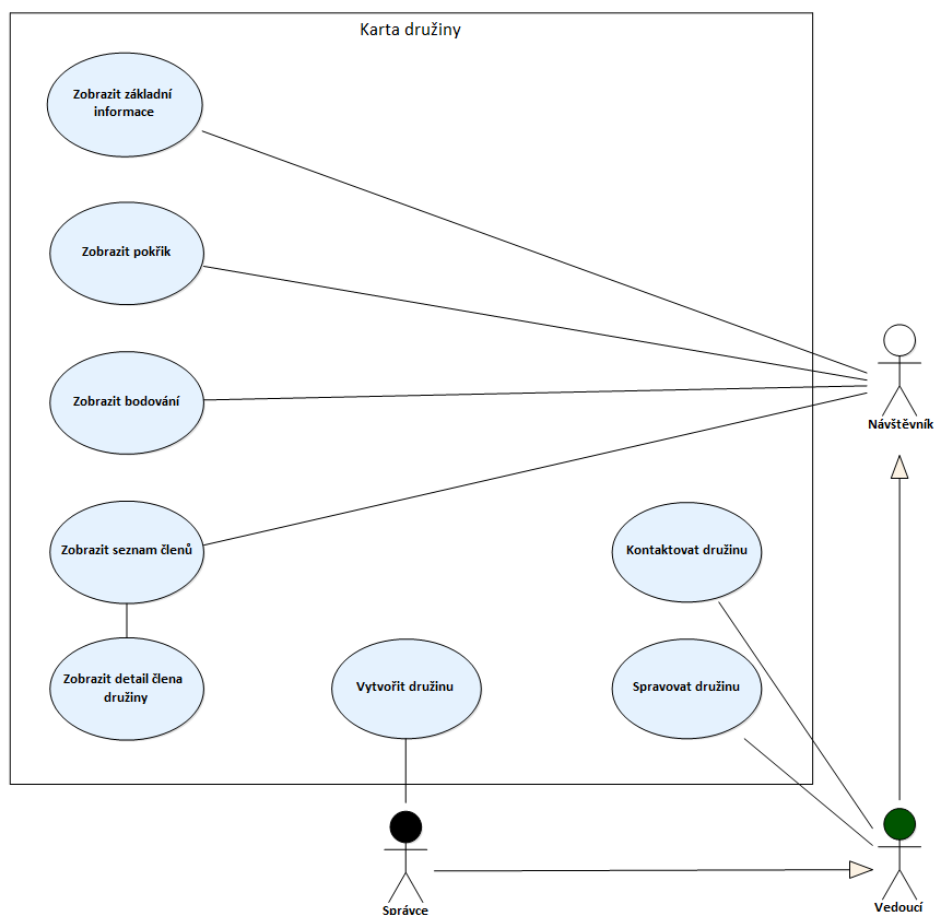 Karta družiny
Zobrazit základní
informace
Zobrazit pokřik
Zobrazit bodování
Návštěvník
Zobrazit seznam členů
Kontaktovat družinu
Zobrazit detail člena
družiny
Vytvořit družinu
Spravovat družinu
Správce
Vedoucí